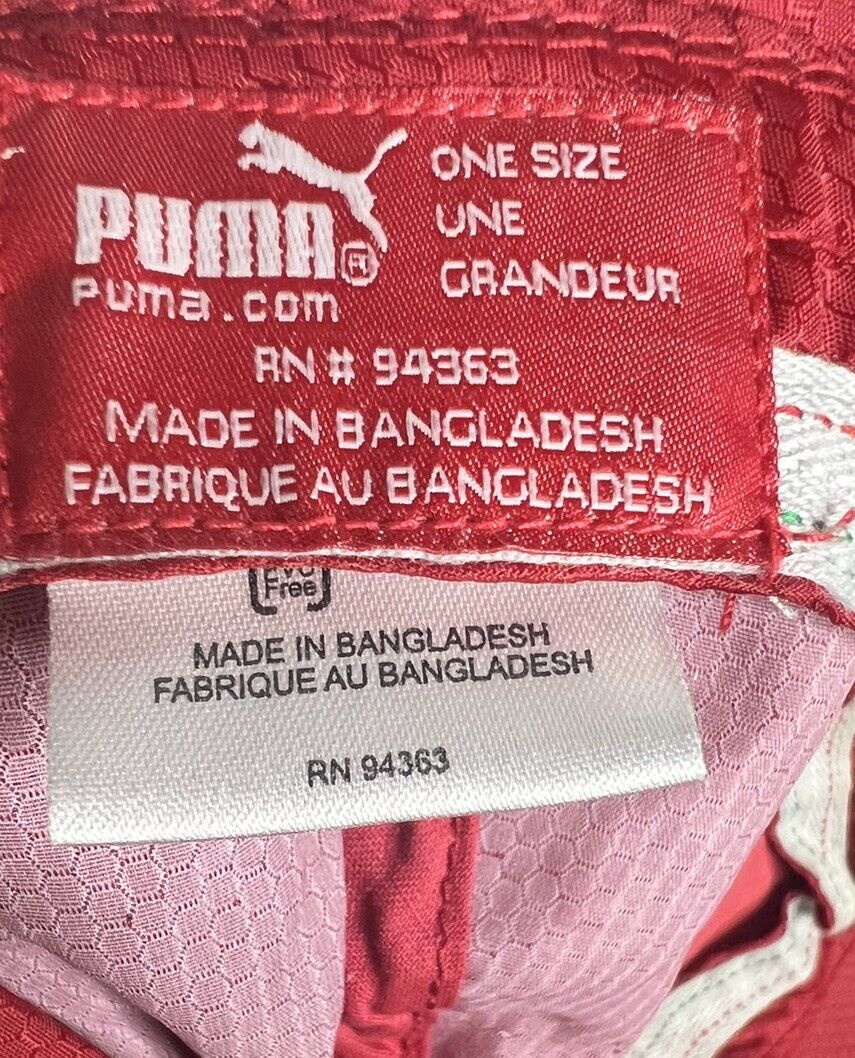 PUMA®
puma.com
ONE SIZE
UNE
GRANDEUR
RN # 94363
MADE IN BANGLADESH
FABRIQUE AU BANGLADESH
Free
MADE IN BANGLADESH
FABRIQUE AU BANGLADESH
RN 94363